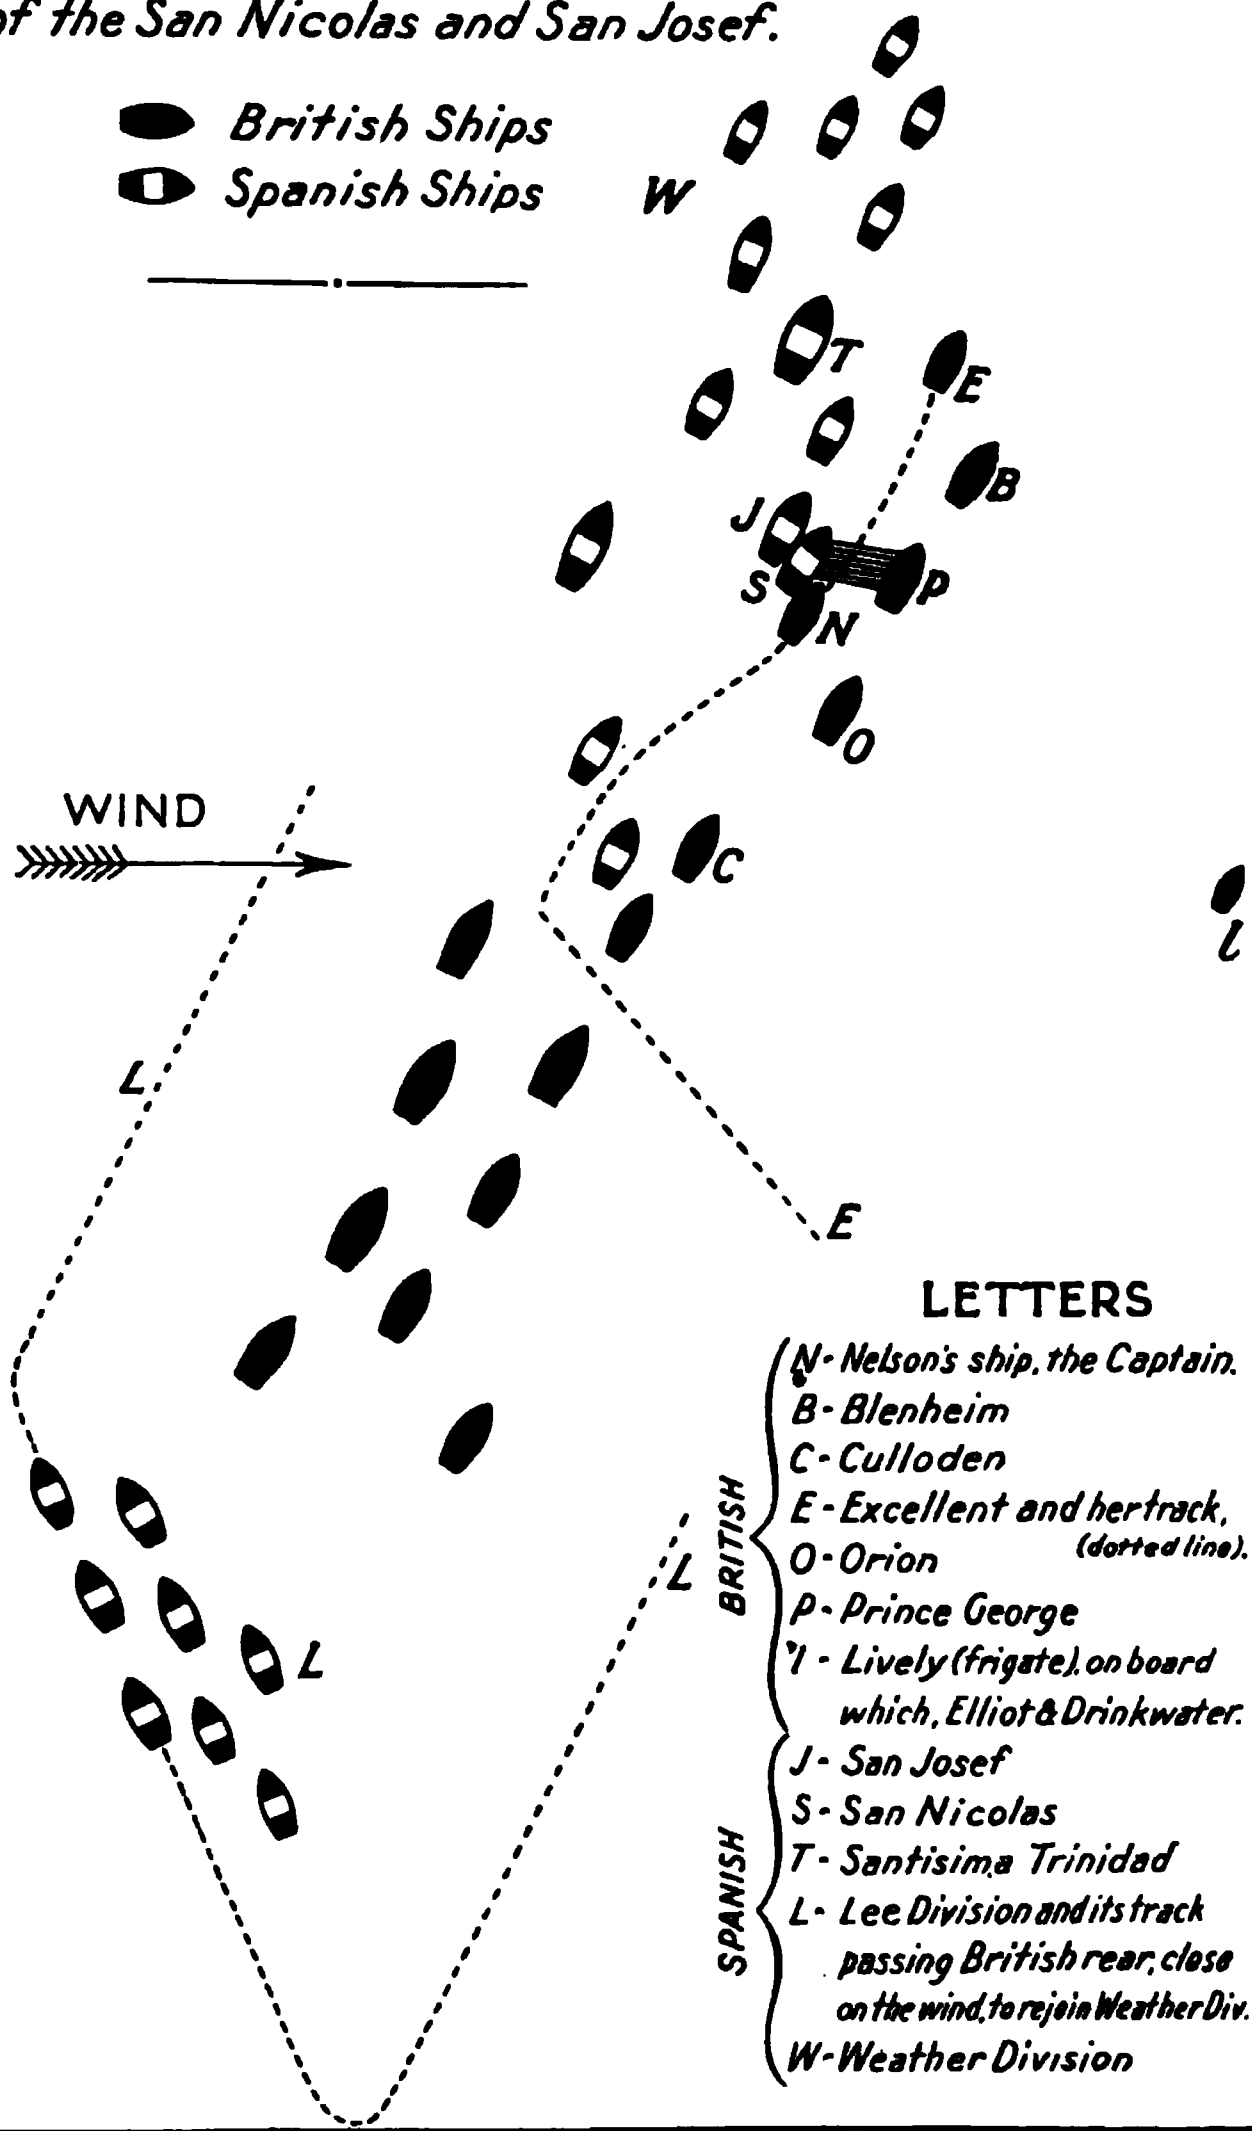 of the San Nicolas and San Josef.
British Ships
Spanish Ships
W
T
E
B
J
S
P
N
O
WIND
C
l
L
E
L
L
LETTERS
BRITISH
N - Nelson's ship, the Captain.
B - Blenheim
C - Culloden
E - Excellent and her track,
(dotted line).
O - Orion
P - Prince George
l - Lively (frigate), on board
which, Elliot & Drinkwater.
SPANISH
J - San Josef
S - San Nicolas
T - Santisima Trinidad
L - Lee Division and its track
passing British rear, close
on the wind, to rejoin Weather Div.
W - Weather Division